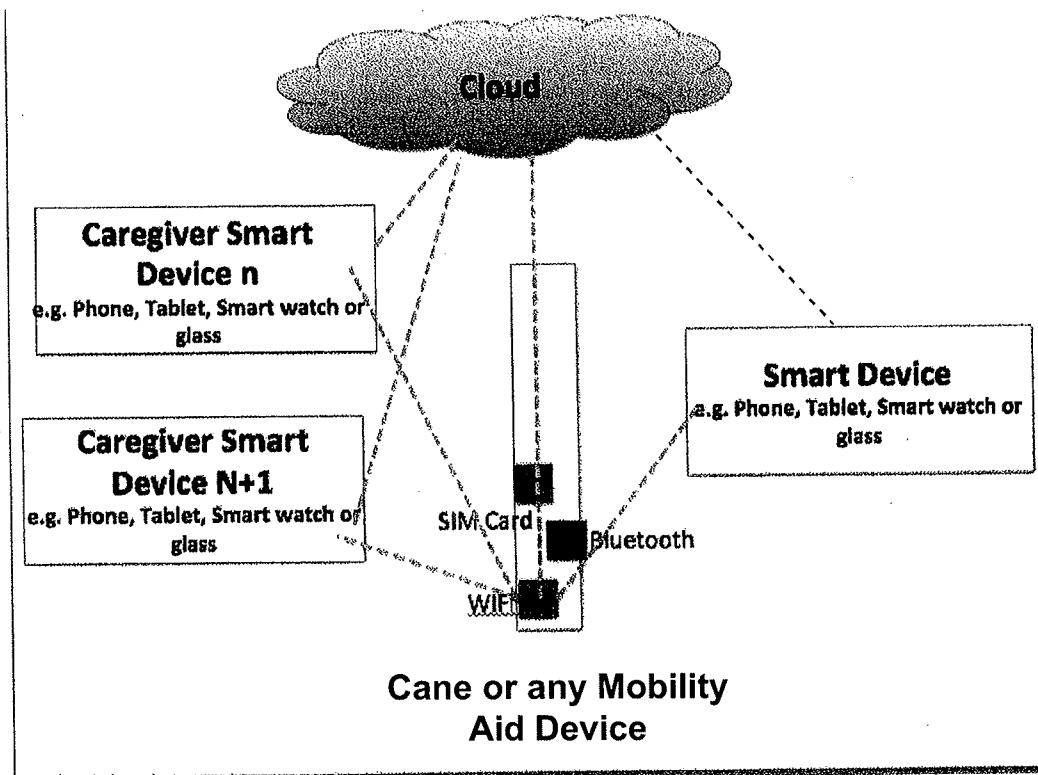 Cloud
Caregiver Smart
Device n
e.g. Phone, Tablet, Smart watch or
glass
Caregiver Smart
Device N+1
e.g. Phone, Tablet, Smart watch or
glass
Smart Device
e.g. Phone, Tablet, Smart watch or
glass
SIM Card
Bluetooth
WIFI
Cane or any Mobility
Aid Device